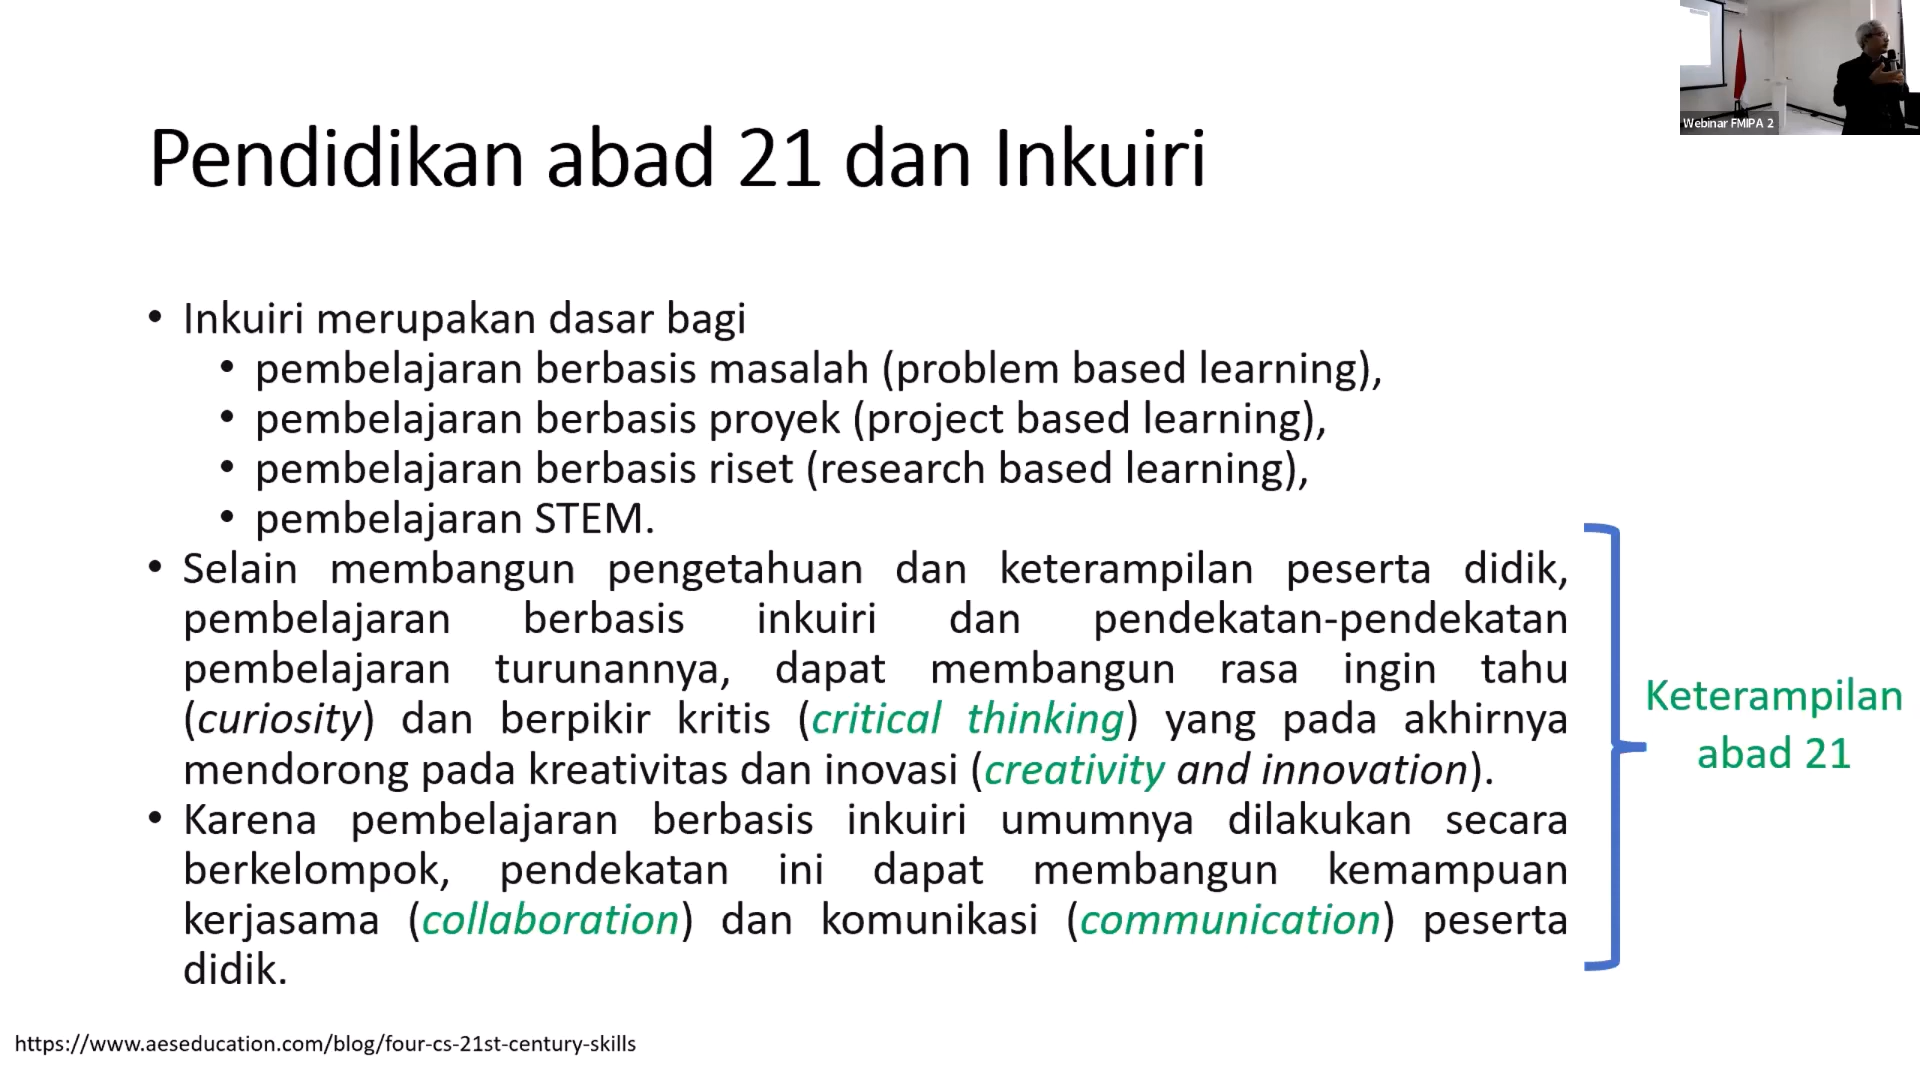 Webinar FMIPA 2
Pendidikan abad 21 dan Inkuiri
• Inkuiri merupakan dasar bagi
• pembelajaran berbasis masalah (problem based learning),
• pembelajaran berbasis proyek (project based learning),
• pembelajaran berbasis riset (research based learning),
• pembelajaran STEM.
• Selain membangun pengetahuan dan keterampilan peserta didik,
pembelajaran berbasis inkuiri dan pendekatan-pendekatan
pembelajaran turunannya, dapat membangun rasa ingin tahu
(curiosity) dan berpikir kritis (critical thinking) yang pada akhirnya
mendorong pada kreativitas dan inovasi (creativity and innovation).
• Karena pembelajaran berbasis inkuiri umumnya dilakukan secara
berkelompok, pendekatan ini dapat membangun kemampuan
kerjasama (collaboration) dan komunikasi (communication) peserta
didik.
Keterampilan
abad 21
https://www.aeseducation.com/blog/four-cs-21st-century-skills